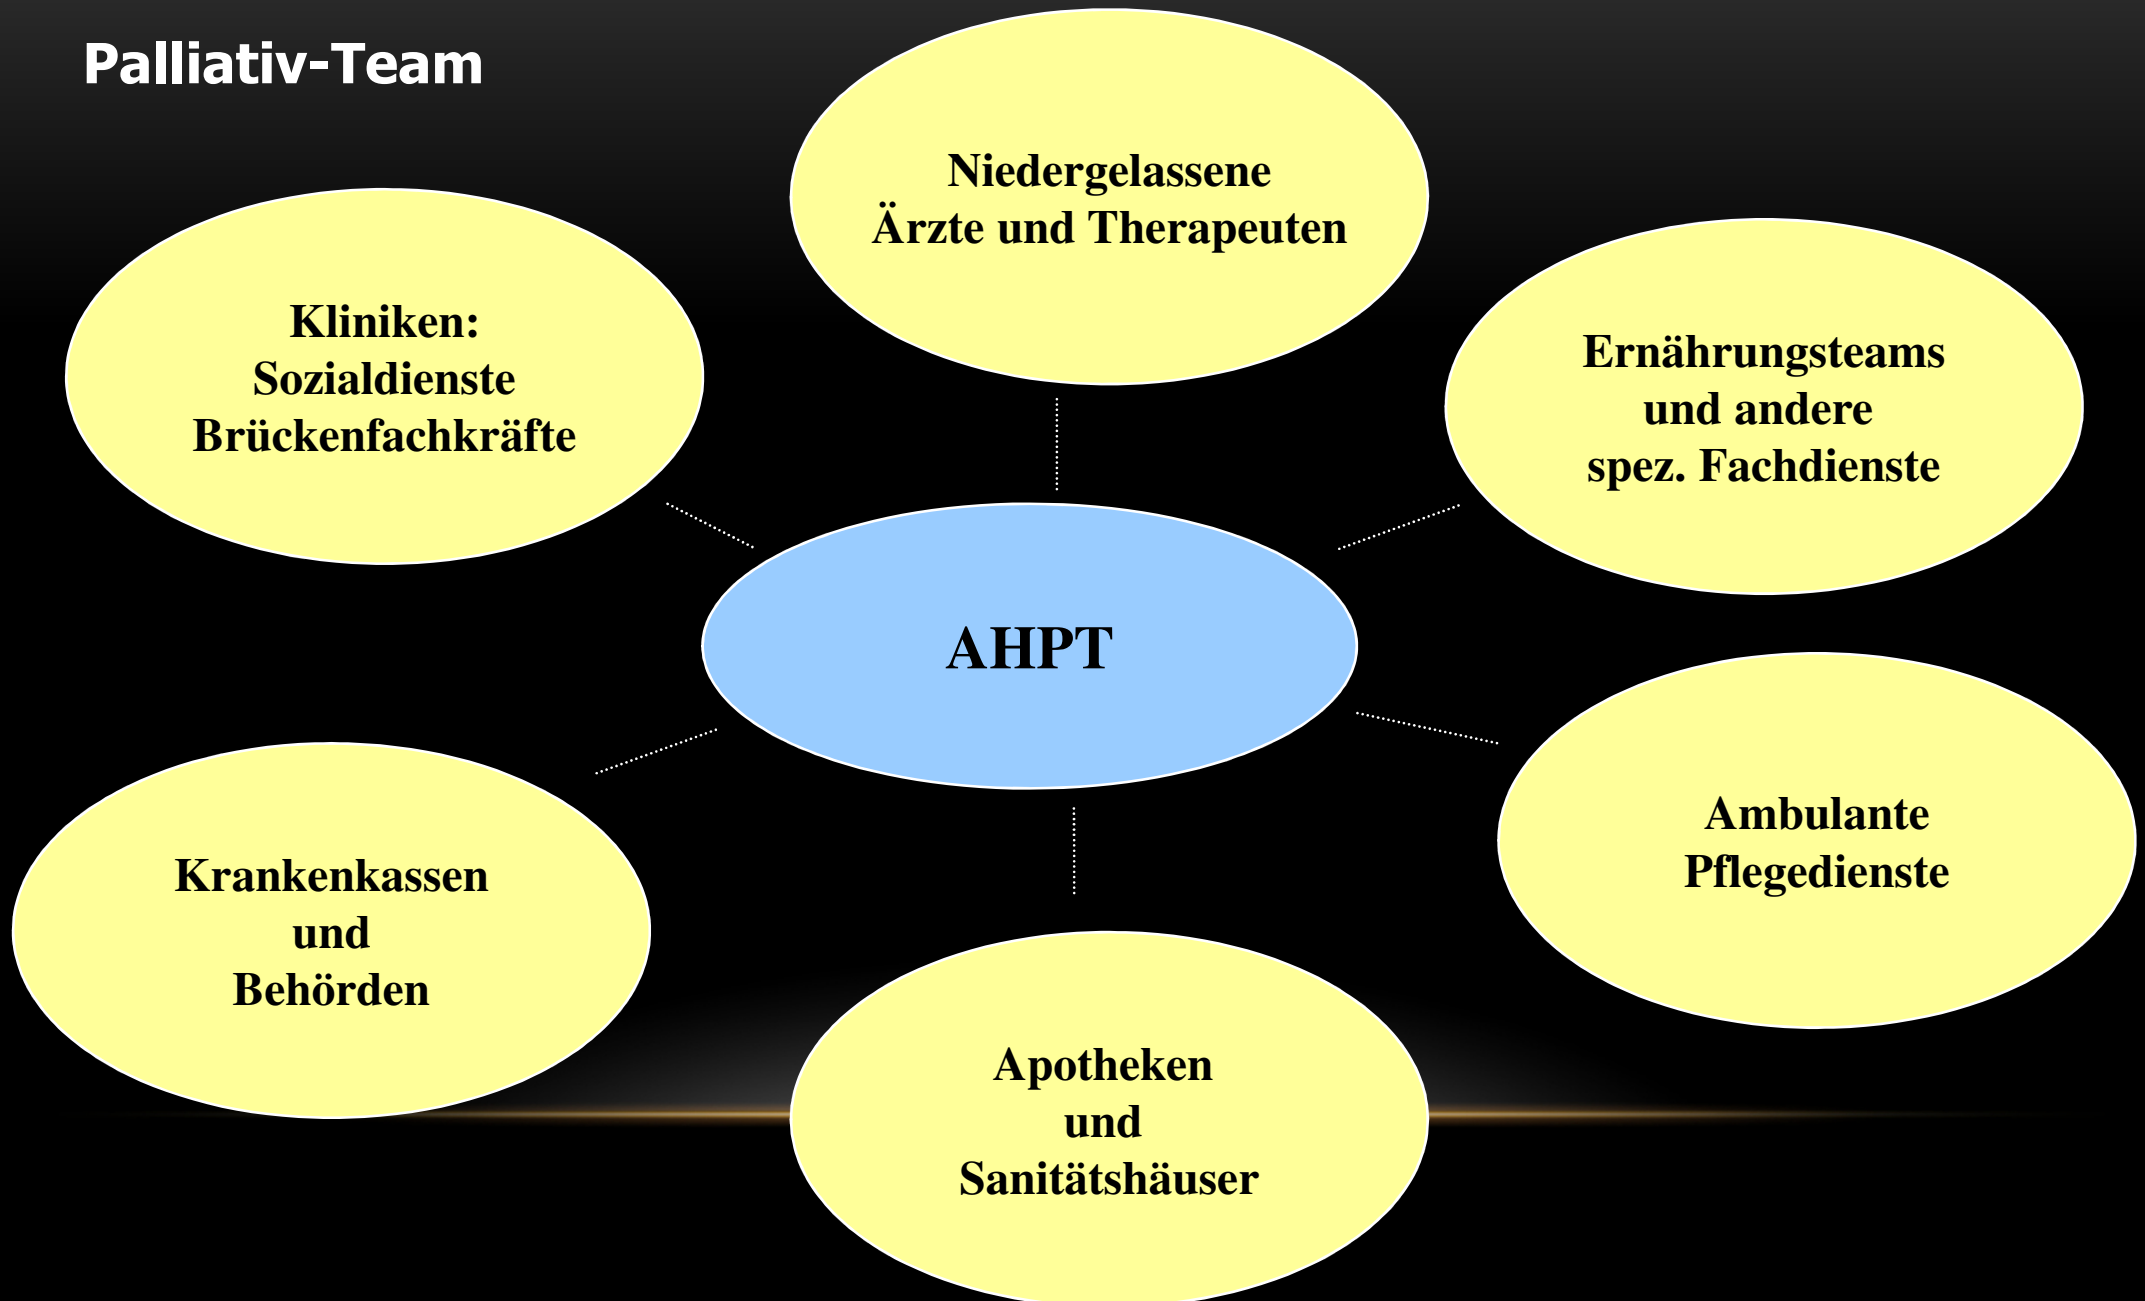 Palliativ-Team
Niedergelassene
Ärzte und Therapeuten
Kliniken:
Sozialdienste
Brückenfachkräfte
Ernährungsteams
und andere
spez. Fachdienste
AHPT
Ambulante
Pflegedienste
Krankenkassen
und
Behörden
Apotheken
und
Sanitätshäuser